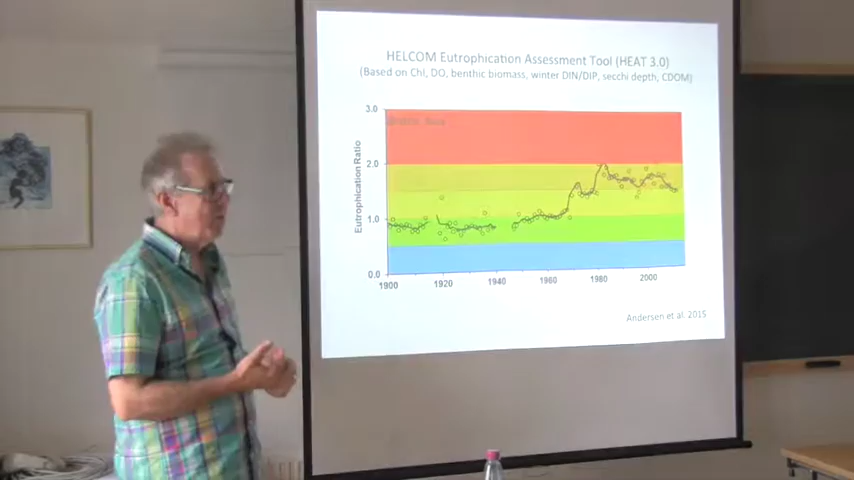 HELCOM Eutrophication Assessment Tool (HEAT 3.0)
(Based on Chl, DO, benthic biomass, winter DIN/DIP, secchi depth, CDOM)
3.0
2.0
1.0
0.0
Eutrophication Ratio
1900
1920
1940
1960
1980
2000
Andersen et al. 2015